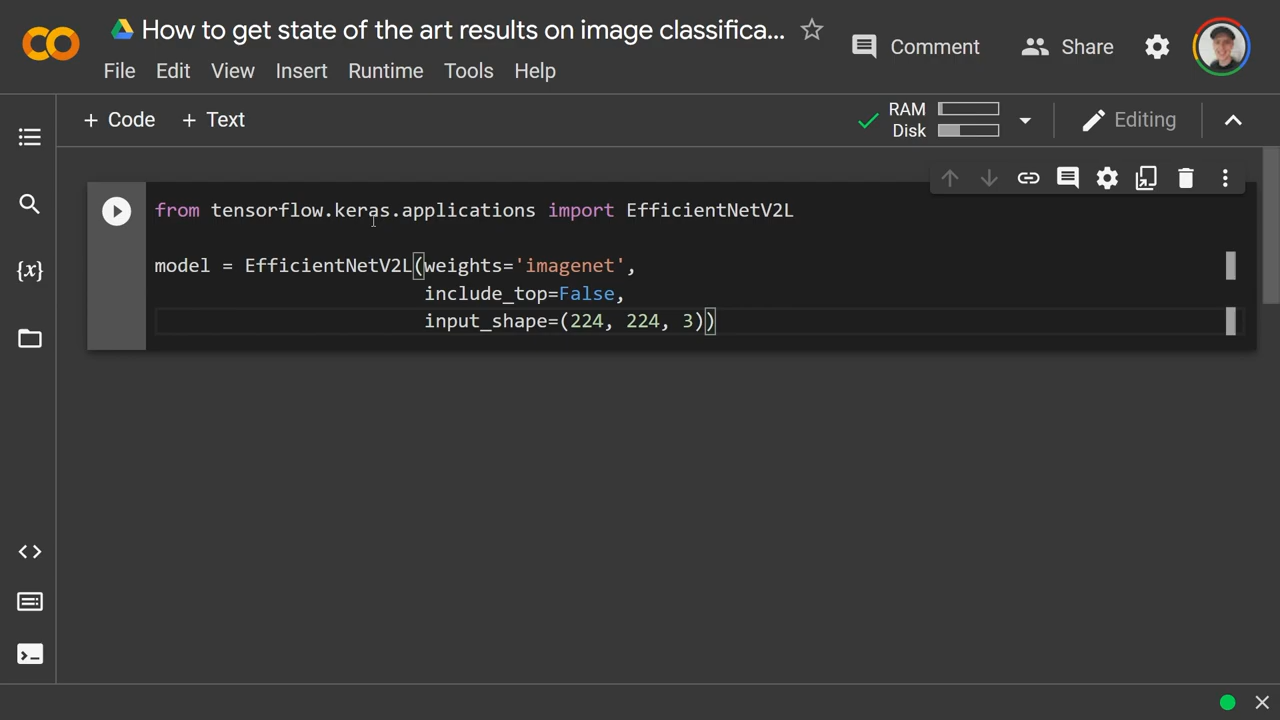 How to get state of the art results on image classifica...
Comment
Share
File Edit View Insert Runtime Tools Help
+ Code + Text
RAM
Disk
Editing
from tensorflow.keras.applications import EfficientNetV2L
model = EfficientNetV2L(weights='imagenet',
include_top=False,
input_shape=(224, 224, 3))
{x}